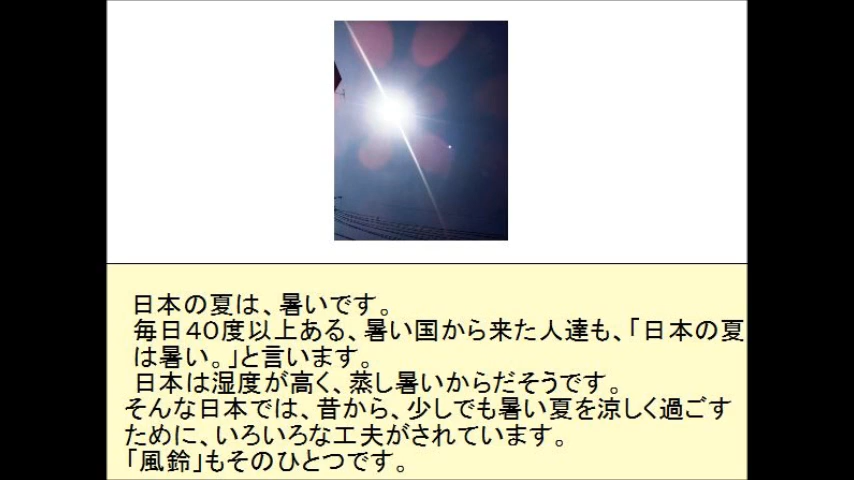 日本の夏は、暑いです。
毎日４０度以上ある、暑い国から来た人達も、「日本の夏
は暑い。」と言います。
日本は湿度が高く、蒸し暑いからだそうです。
そんな日本では、昔から、少しでも暑い夏を涼しく過ごす
ために、いろいろな工夫がされています。
「風鈴」もそのひとつです。